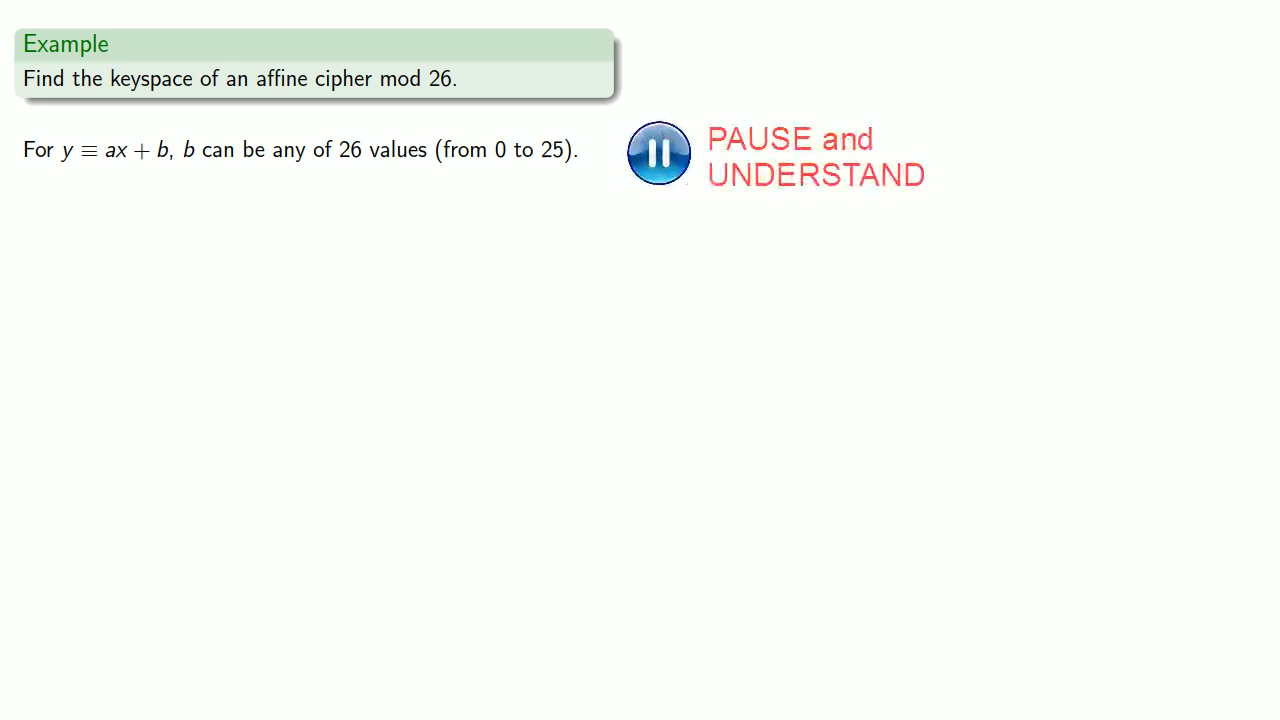 Example
Find the keyspace of an affine cipher mod 26.
For y ≡ ax + b, b can be any of 26 values (from 0 to 25).
PAUSE and
UNDERSTAND